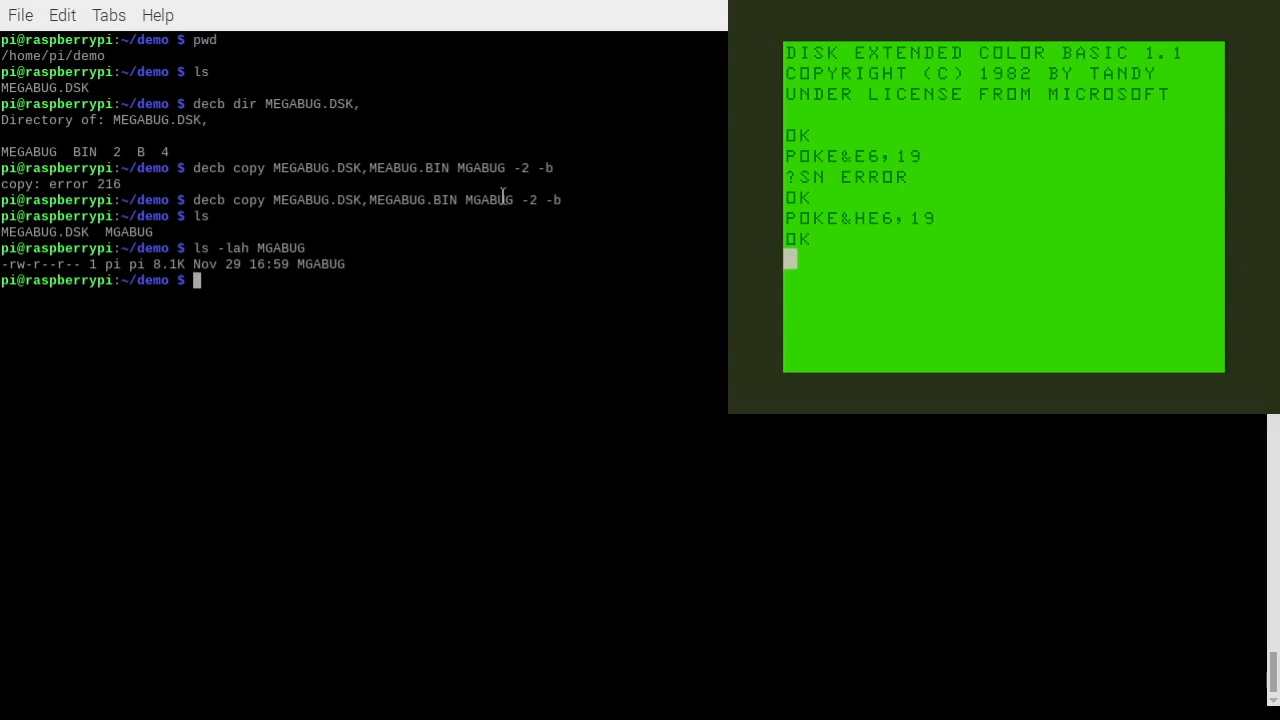 File Edit Tabs Help
pi@raspberrypi:~/demo $ pwd
/home/pi/demo
pi@raspberrypi:~/demo $ ls
MEGABUG.DSK
pi@raspberrypi:~/demo $ decb dir MEGABUG.DSK,
Directory of: MEGABUG.DSK,
MEGABUG  BIN  2  B  4
pi@raspberrypi:~/demo $ decb copy MEGABUG.DSK,MEABUG.BIN MGABUG -2 -b
copy: error 216
pi@raspberrypi:~/demo $ decb copy MEGABUG.DSK,MEGABUG.BIN MGABUG -2 -b
pi@raspberrypi:~/demo $ ls
MEGABUG.DSK  MGABUG
pi@raspberrypi:~/demo $ ls -lah MGABUG
-rw-r--r-- 1 pi pi 8.1K Nov 29 16:59 MGABUG
pi@raspberrypi:~/demo $
DISK EXTENDED COLOR BASIC 1.1
COPYRIGHT (C) 1982 BY TANDY
UNDER LICENSE FROM MICROSOFT
OK
POKE&E6,19
?SN ERROR
OK
POKE&HE6,19
OK